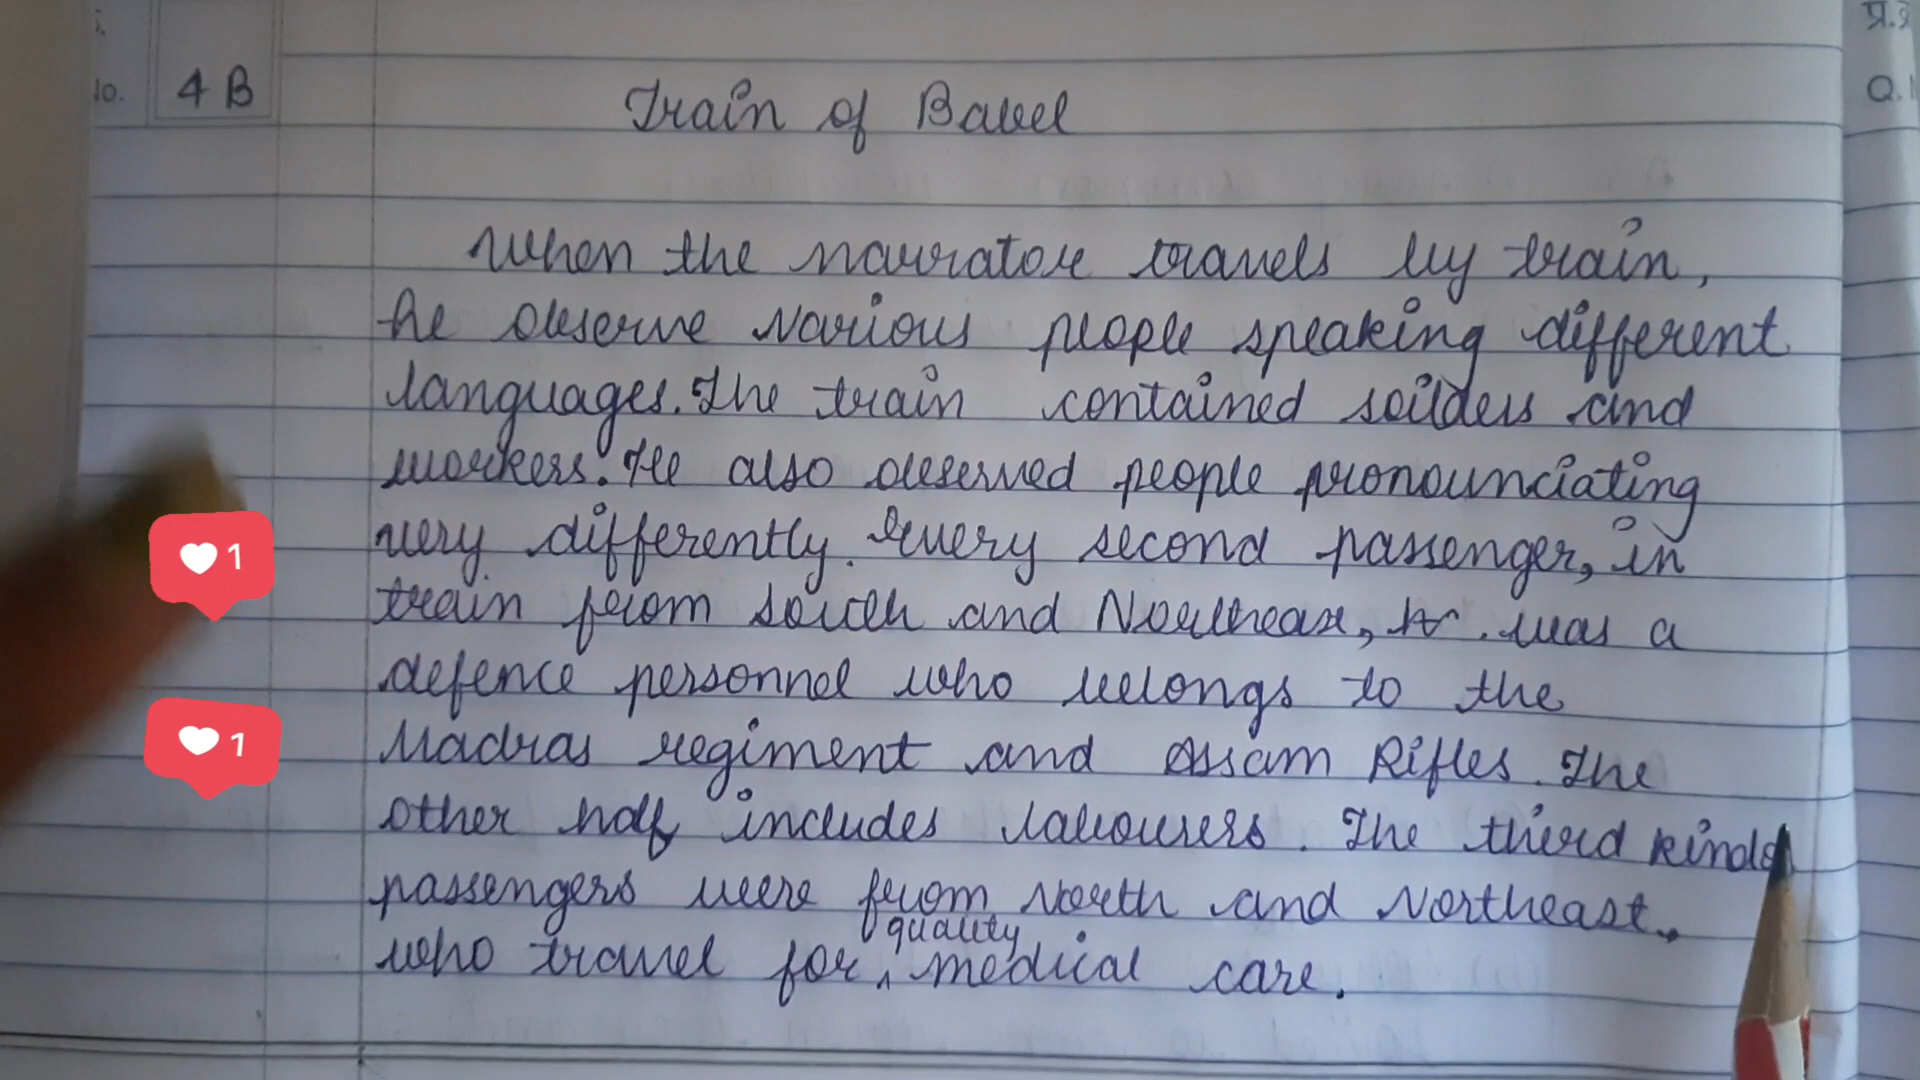 4 B
Train of Babel
When the narrator travels by train,
he observe various people speaking different
languages. The train contained soilders and
workers. He also observed people pronounciating
very differently. Every second passenger, in
train from south and Northeast, was a
defence personnel who belongs to the
Madras regiment and Assam Rifles. The
other half includes labourers. The third kind
passengers were from North and Northeast.
quality
who travel for medical care.
1
1
Q.